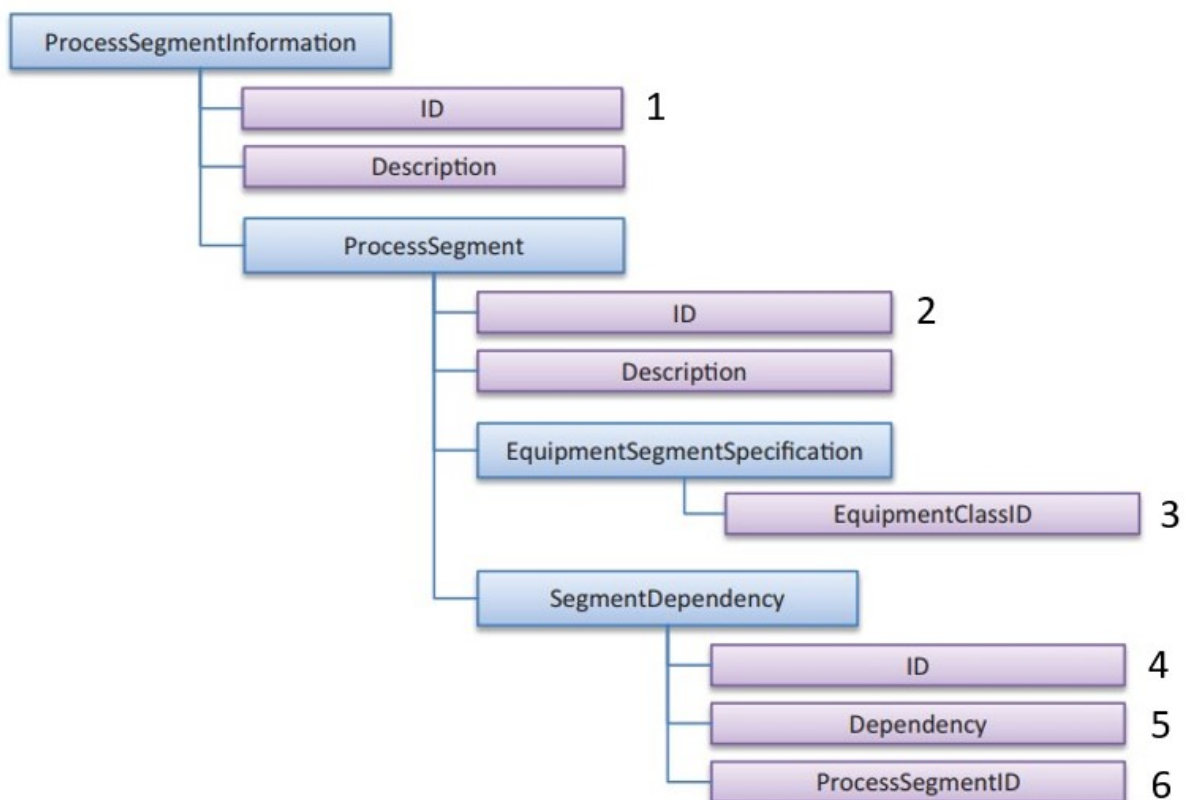 ProcessSegmentInformation
ID 1
Description
ProcessSegment
ID 2
Description
EquipmentSegmentSpecification
EquipmentClassID 3
SegmentDependency
ID 4
Dependency 5
ProcessSegmentID 6